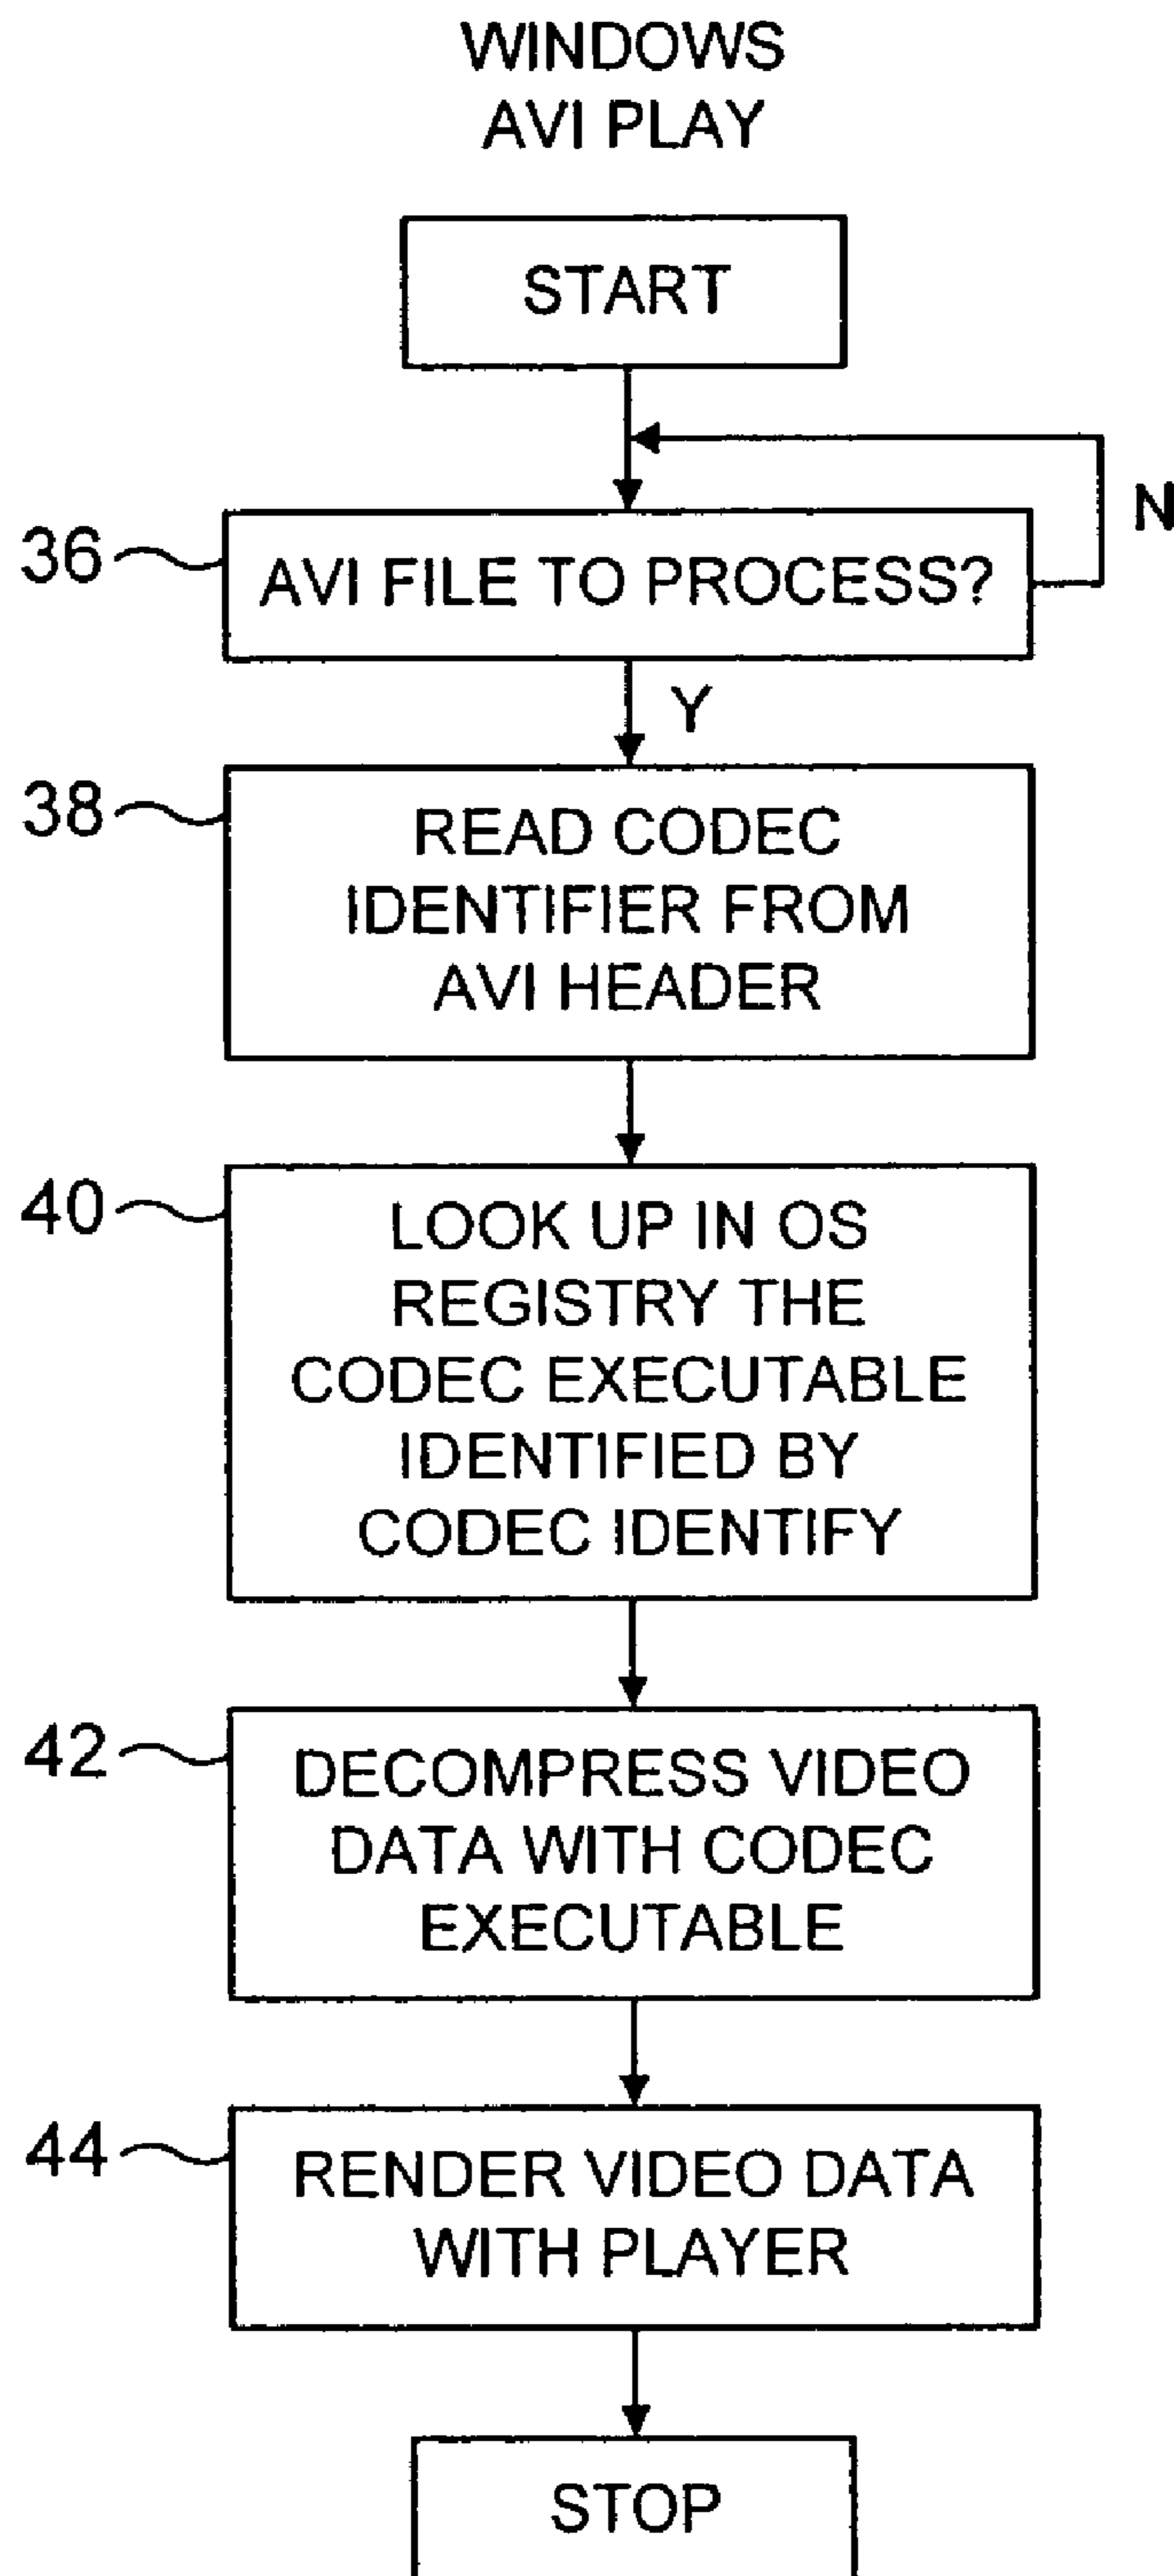 WINDOWS
AVI PLAY
START
N
36
AVI FILE TO PROCESS?
Y
38
READ CODEC
IDENTIFIER FROM
AVI HEADER
40
LOOK UP IN OS
REGISTRY THE
CODEC EXECUTABLE
IDENTIFIED BY
CODEC IDENTIFY
42
DECOMPRESS VIDEO
DATA WITH CODEC
EXECUTABLE
44
RENDER VIDEO DATA
WITH PLAYER
STOP